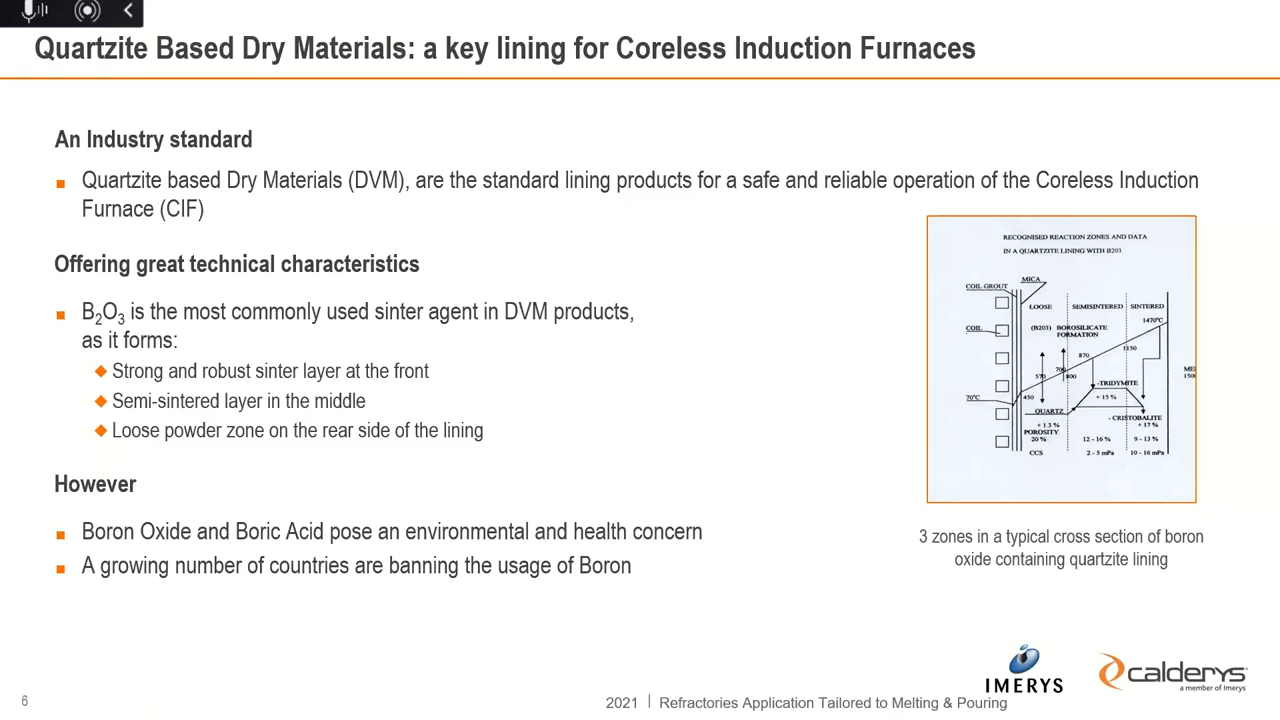 Quartzite Based Dry Materials: a key lining for Coreless Induction Furnaces
An Industry standard
Quartzite based Dry Materials (DVM), are the standard lining products for a safe and reliable operation of the Coreless Induction
Furnace (CIF)
Offering great technical characteristics
B₂O₃ is the most commonly used sinter agent in DVM products,
as it forms:
Strong and robust sinter layer at the front
Semi-sintered layer in the middle
Loose powder zone on the rear side of the lining
However
Boron Oxide and Boric Acid pose an environmental and health concern
A growing number of countries are banning the usage of Boron
RECOGNISED REACTION ZONES AND DATA
IN A QUARTZITE LINING WITH B203
MICA
COIL GROUT
LOOSE SEMISINTERED SINTERED
1470°C
COIL (B203) BOROSILICATE
FORMATION
1150
870
700
570 800
70°C 450
-TRIDYMITE
+ 15 %
QUARTZ
+ 1.3 %
- CRISTOBALITE
+ 17 %
POROSITY
20 % 12 - 16 % 9 - 13 %
CCS 2 - 5 mPa 10 - 16 mPa
3 zones in a typical cross section of boron
oxide containing quartzite lining
IMERYS
calderys
a member of Imerys
6
2021 | Refractories Application Tailored to Melting & Pouring